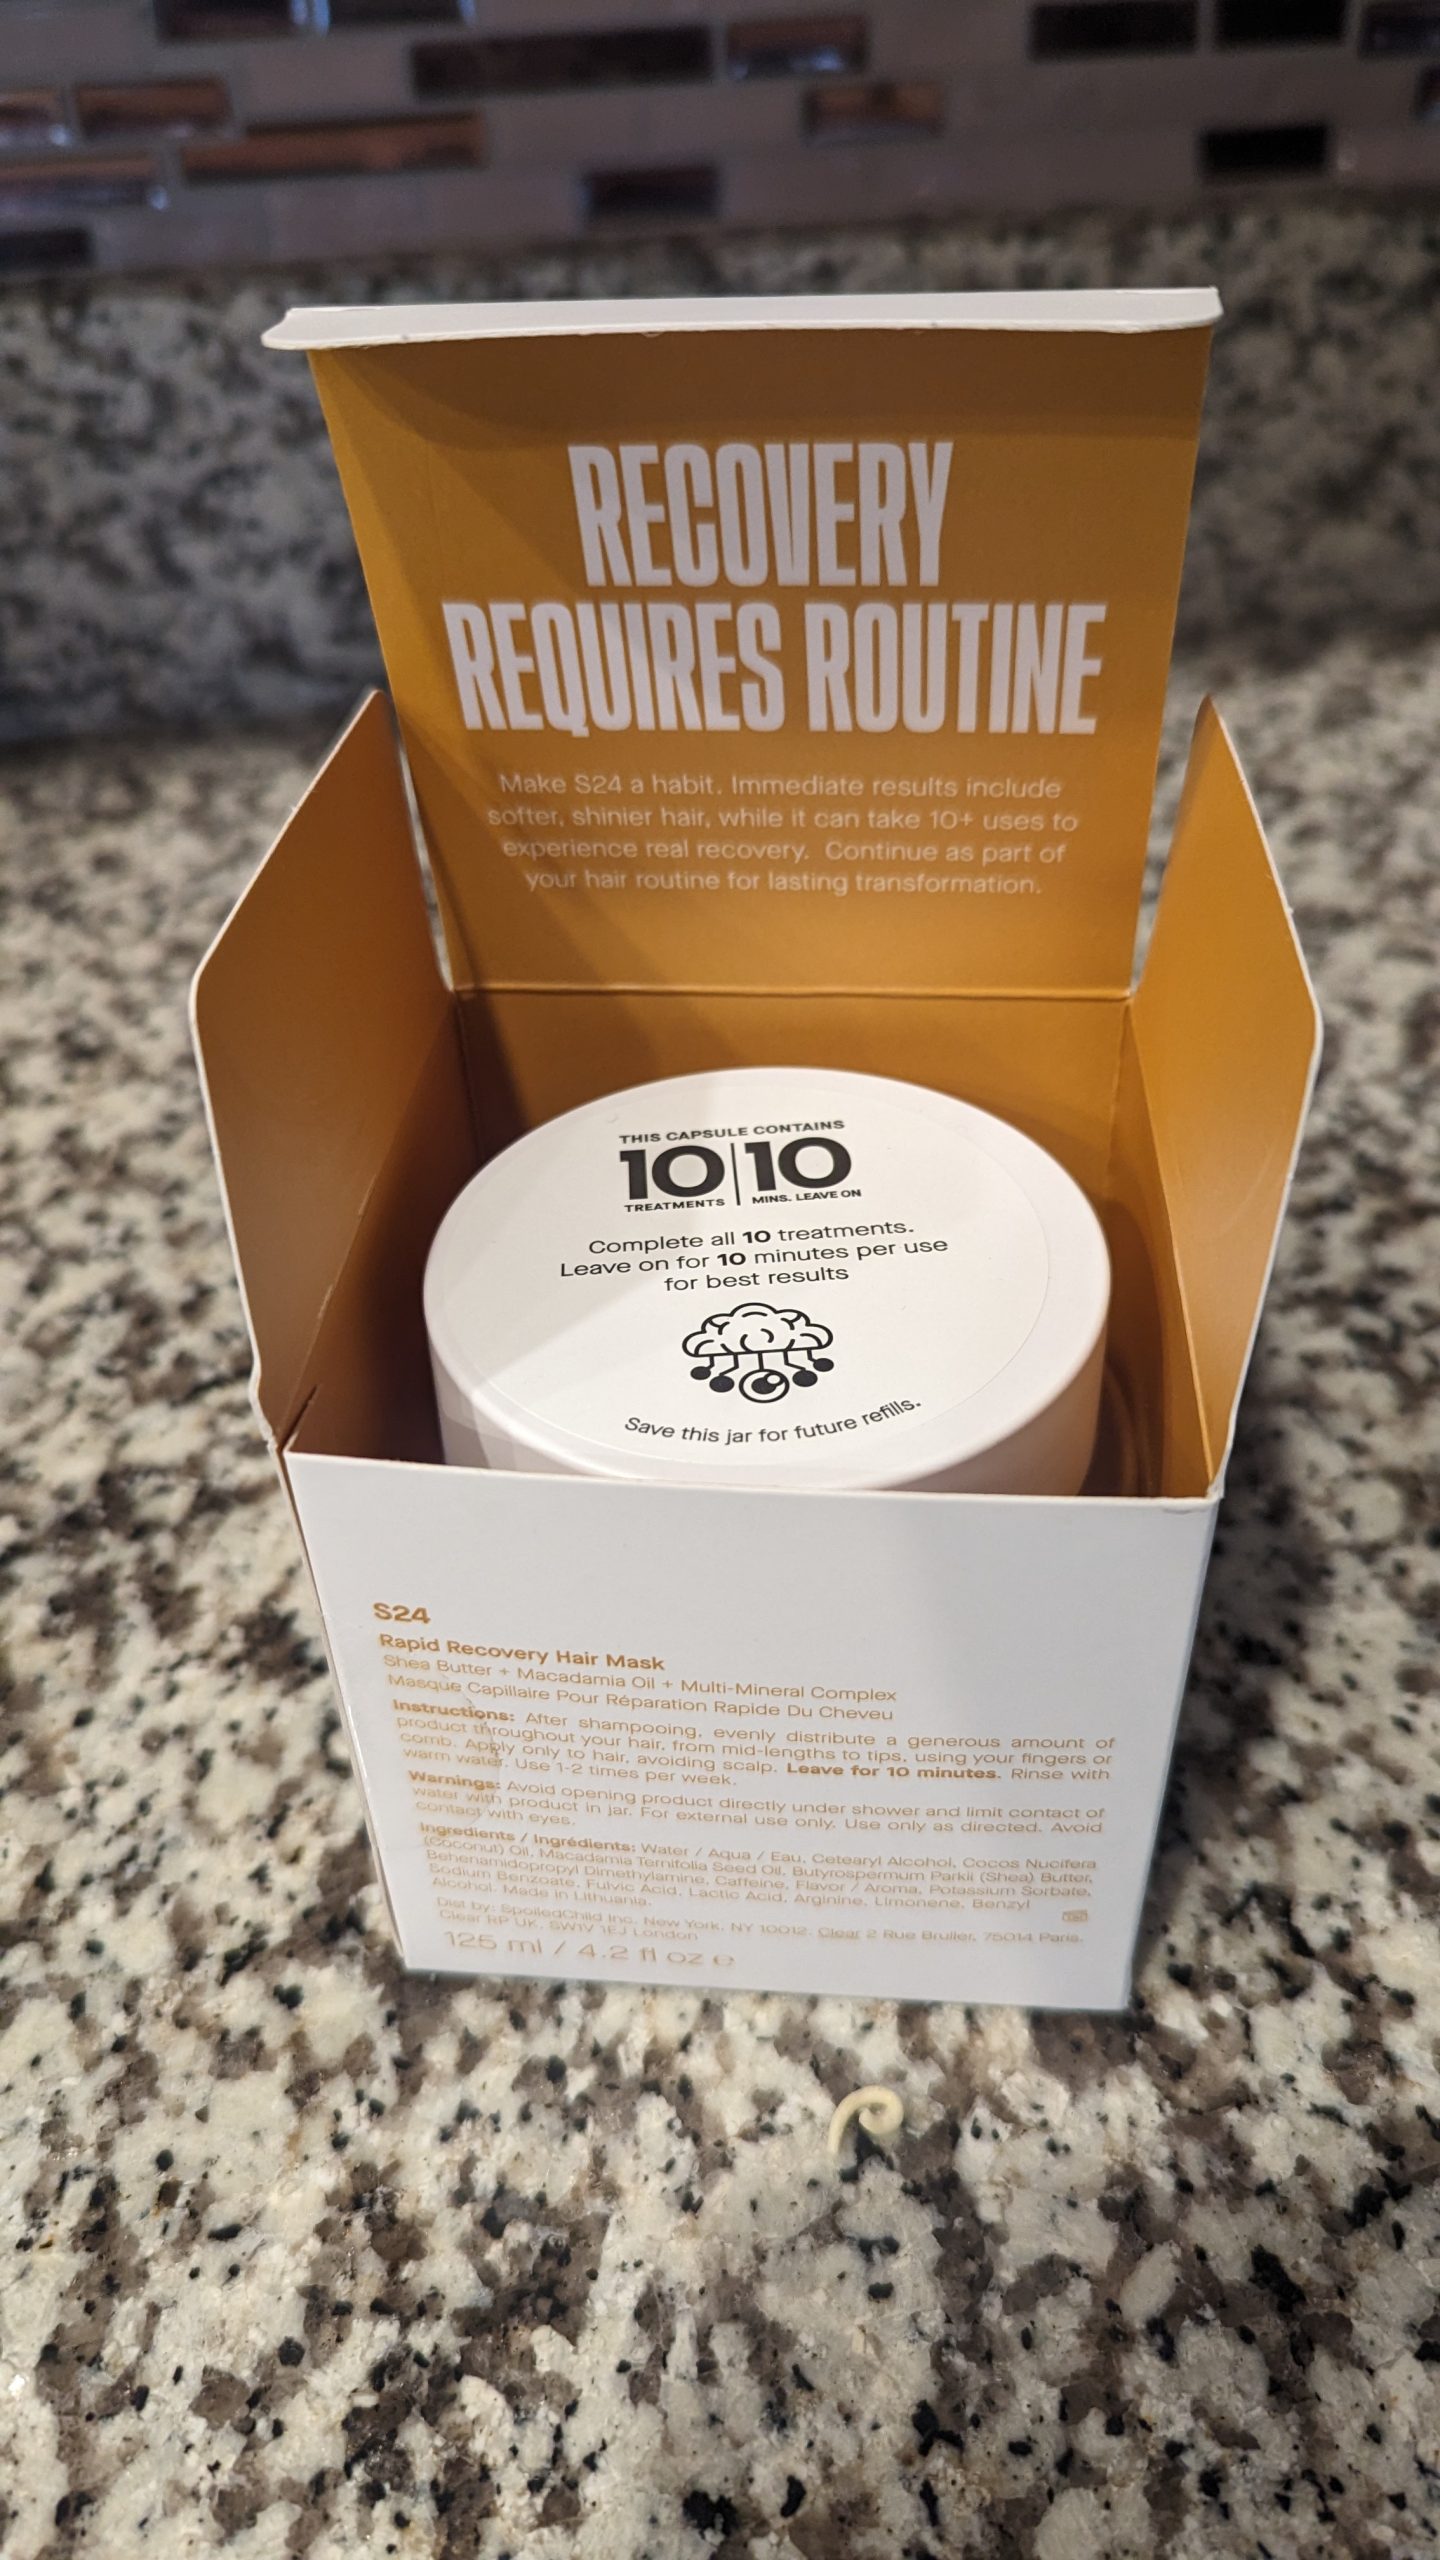 RECOVERY
REQUIRES ROUTINE
Make S24 a habit. Immediate results include
softer, shinier hair, while it can take 10+ uses to
experience real recovery. Continue as part of
your hair routine for lasting transformation.
THIS CAPSULE CONTAINS
10 | 10
TREATMENTS | MINS. LEAVE ON
Complete all 10 treatments.
Leave on for 10 minutes per use
for best results
Save this jar for future refills.
S24
Rapid Recovery Hair Mask
Shea Butter + Macadamia Oil + Multi-Mineral Complex
Masque Capillaire Pour Réparation Rapide Du Cheveu
Instructions: After shampooing, evenly distribute a generous amount of
product throughout your hair, from mid-lengths to tips, using your fingers or
comb. Apply only to hair, avoiding scalp. Leave for 10 minutes. Rinse with
warm water. Use 1-2 times per week.
Warnings: Avoid opening product directly under shower and limit contact of
water with product in jar. For external use only. Use only as directed. Avoid
contact with eyes.
Ingredients / Ingrédients: Water / Aqua / Eau, Cetearyl Alcohol, Cocos Nucifera
(Coconut) Oil, Macadamia Ternifolia Seed Oil, Butyrospermum Parkii (Shea) Butter,
Behenamidopropyl Dimethylamine, Caffeine, Flavor / Aroma, Potassium Sorbate,
Sodium Benzoate, Fulvic Acid, Lactic Acid, Arginine, Limonene, Benzyl
Alcohol. Made in Lithuania.
Dist by: SpoiledChild Inc. New York, NY 10012. Clear 2 Rue Bruller, 75014 Paris.
Clear RP UK, SW1V 1EJ London
125 ml / 4.2 fl oz e